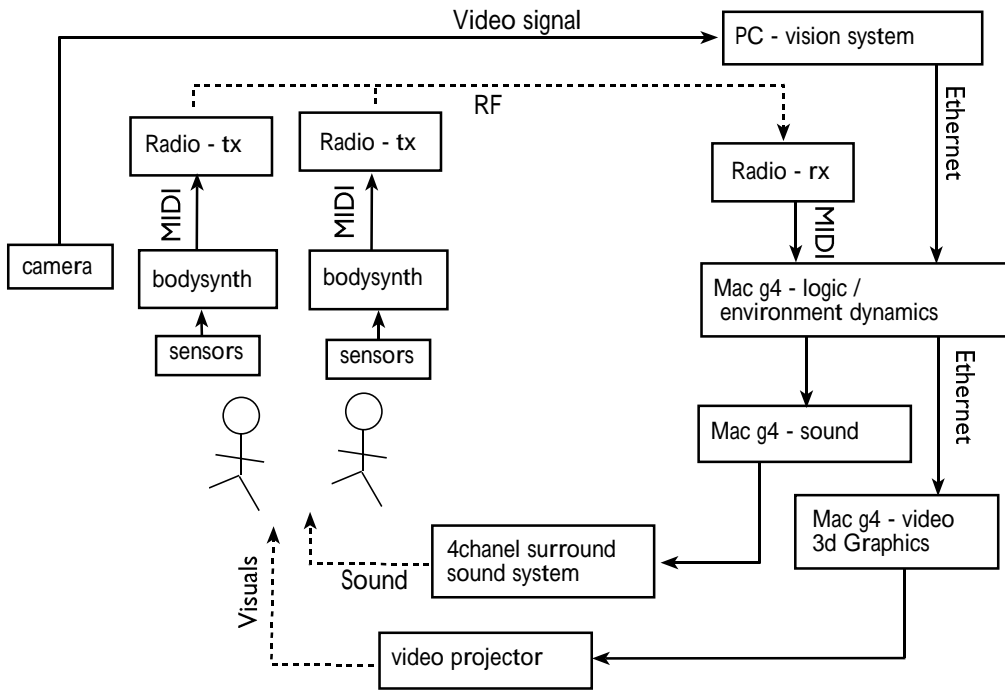 Video signal
PC - vision system
Ethernet
RF
Radio - tx
Radio - tx
Radio - rx
MIDI
MIDI
MIDI
camera
bodysynth
bodysynth
Mac g4 - logic /
environment dynamics
sensors
sensors
Ethernet
Mac g4 - sound
Mac g4 - video
3d Graphics
4chanel surround
sound system
Sound
Visuals
video projector